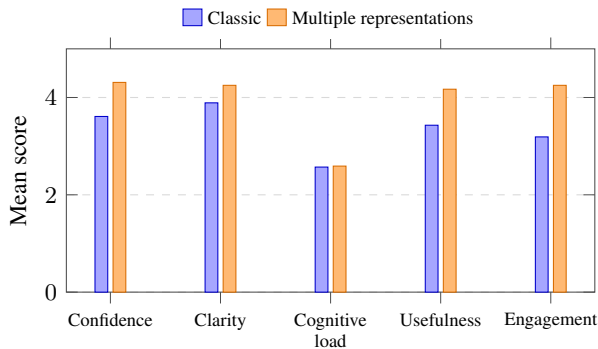 Classic Multiple representations
Mean score
4
2
0
Confidence Clarity Cognitive load Usefulness Engagement